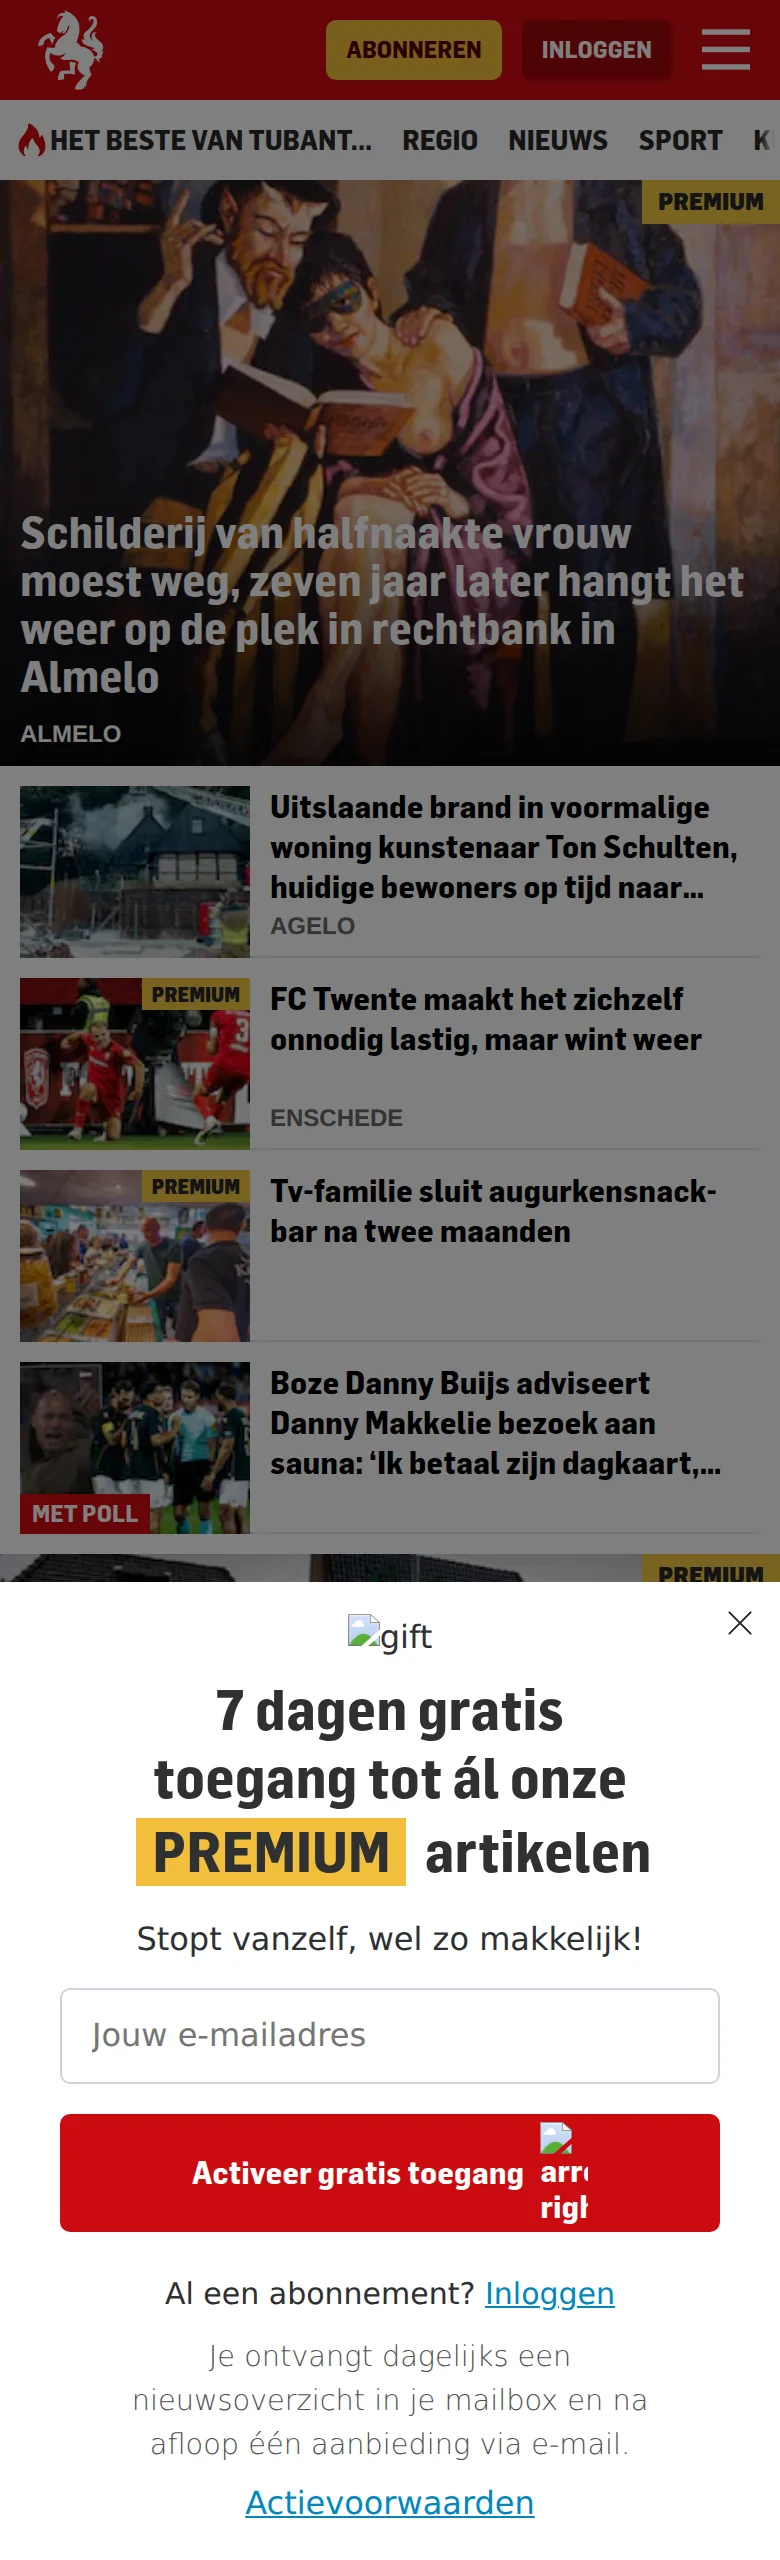 ABONNEREN
INLOGGEN
HET BESTE VAN TUBANT...
REGIO
NIEUWS
SPORT
PREMIUM
Schilderij van halfnaakte vrouw
moest weg, zeven jaar later hangt het
weer op de plek in rechtbank in
Almelo
ALMELO
Uitslaande brand in voormalige
woning kunstenaar Ton Schulten,
huidige bewoners op tijd naar...
AGELO
PREMIUM
FC Twente maakt het zichzelf
onnodig lastig, maar wint weer
ENSCHEDE
PREMIUM
Tv-familie sluit augurkensnack-
bar na twee maanden
MET POLL
Boze Danny Buijs adviseert
Danny Makkelie bezoek aan
sauna: ‘Ik betaal zijn dagkaart,...
PREMIUM
gift
7 dagen gratis
toegang tot ál onze
PREMIUM artikelen
Stopt vanzelf, wel zo makkelijk!
Jouw e-mailadres
Activeer gratis toegang
Al een abonnement? Inloggen
Je ontvangt dagelijks een
nieuwsoverzicht in je mailbox en na
afloop één aanbieding via e-mail.
Actievoorwaarden